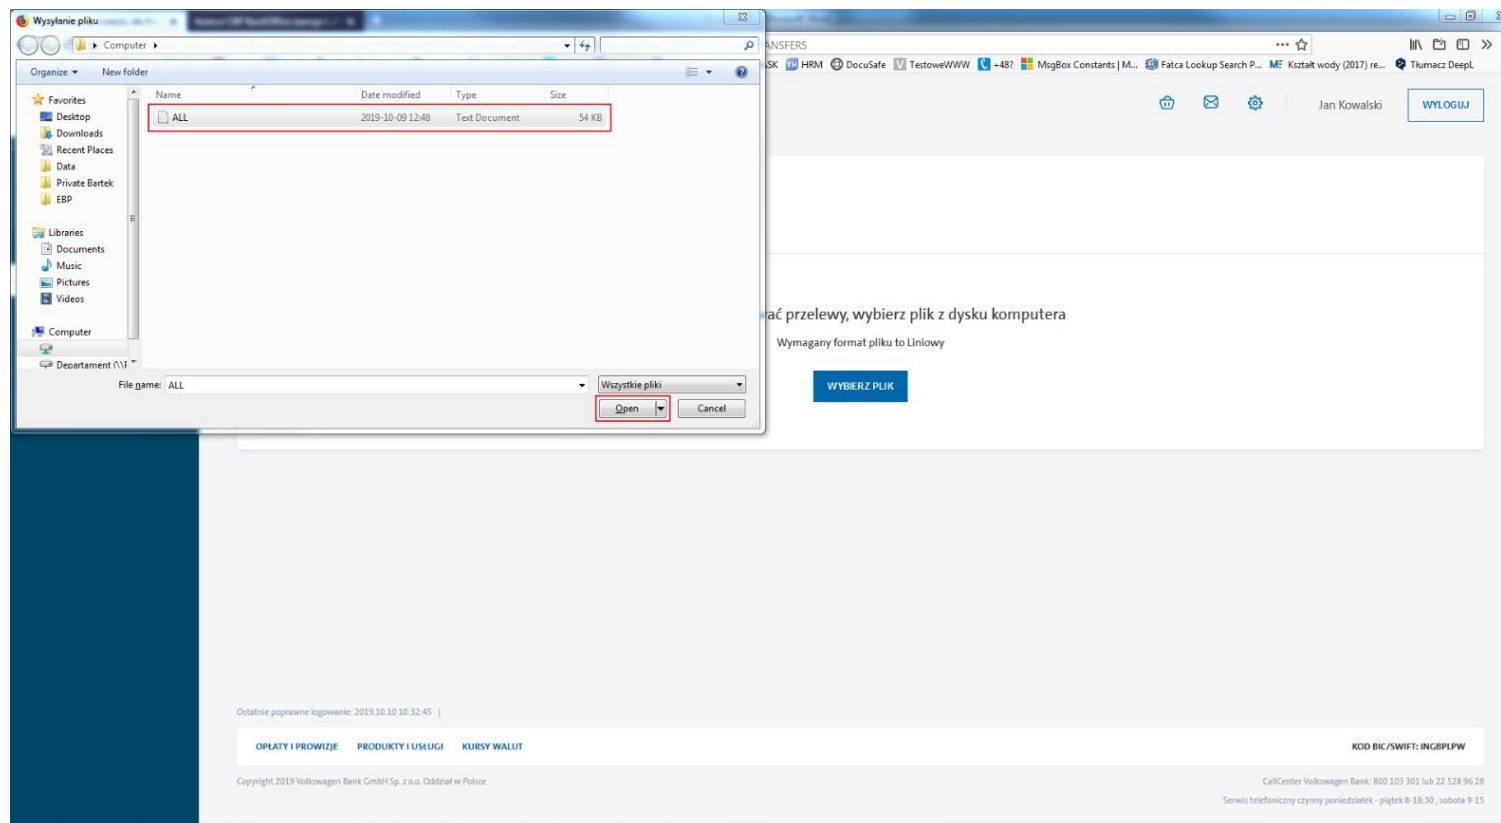 Wysyłanie pliku
Computer
ANSFERS
SK HRM DocuSafe TestoweWWW +48? MsgBox Constants | M... Fatca Lookup Search P... Kształt wody (2017) re... Tłumacz DeepL
Organize New folder
Name Date modified Type Size
ALL 2019-10-09 12:48 Text Document 54 KB
Favorites
Desktop
Downloads
Recent Places
Data
Private Bartek
EBP
Libraries
Documents
Music
Pictures
Videos
Computer
Departament (\\F
File name: ALL Wszystkie pliki
Open Cancel
Jan Kowalski WYLOGUJ
ać przelewy, wybierz plik z dysku komputera
Wymagany format pliku to Liniowy
WYBIERZ PLIK
Ostatnie poprawne logowanie: 2019.10.10 10:32:45 |
OPŁATY I PROWIZJE PRODUKTY I USŁUGI KURSY WALUT KOD BIC/SWIFT: INGBPLPW
Copyright 2019 Volkswagen Bank GmbH Sp. z o.o. Oddział w Polsce CallCenter Volkswagen Bank: 800 103 301 lub 22 528 96 28
Serwis telefoniczny czynny poniedziałek - piątek 8-18:30 , sobota 9-15